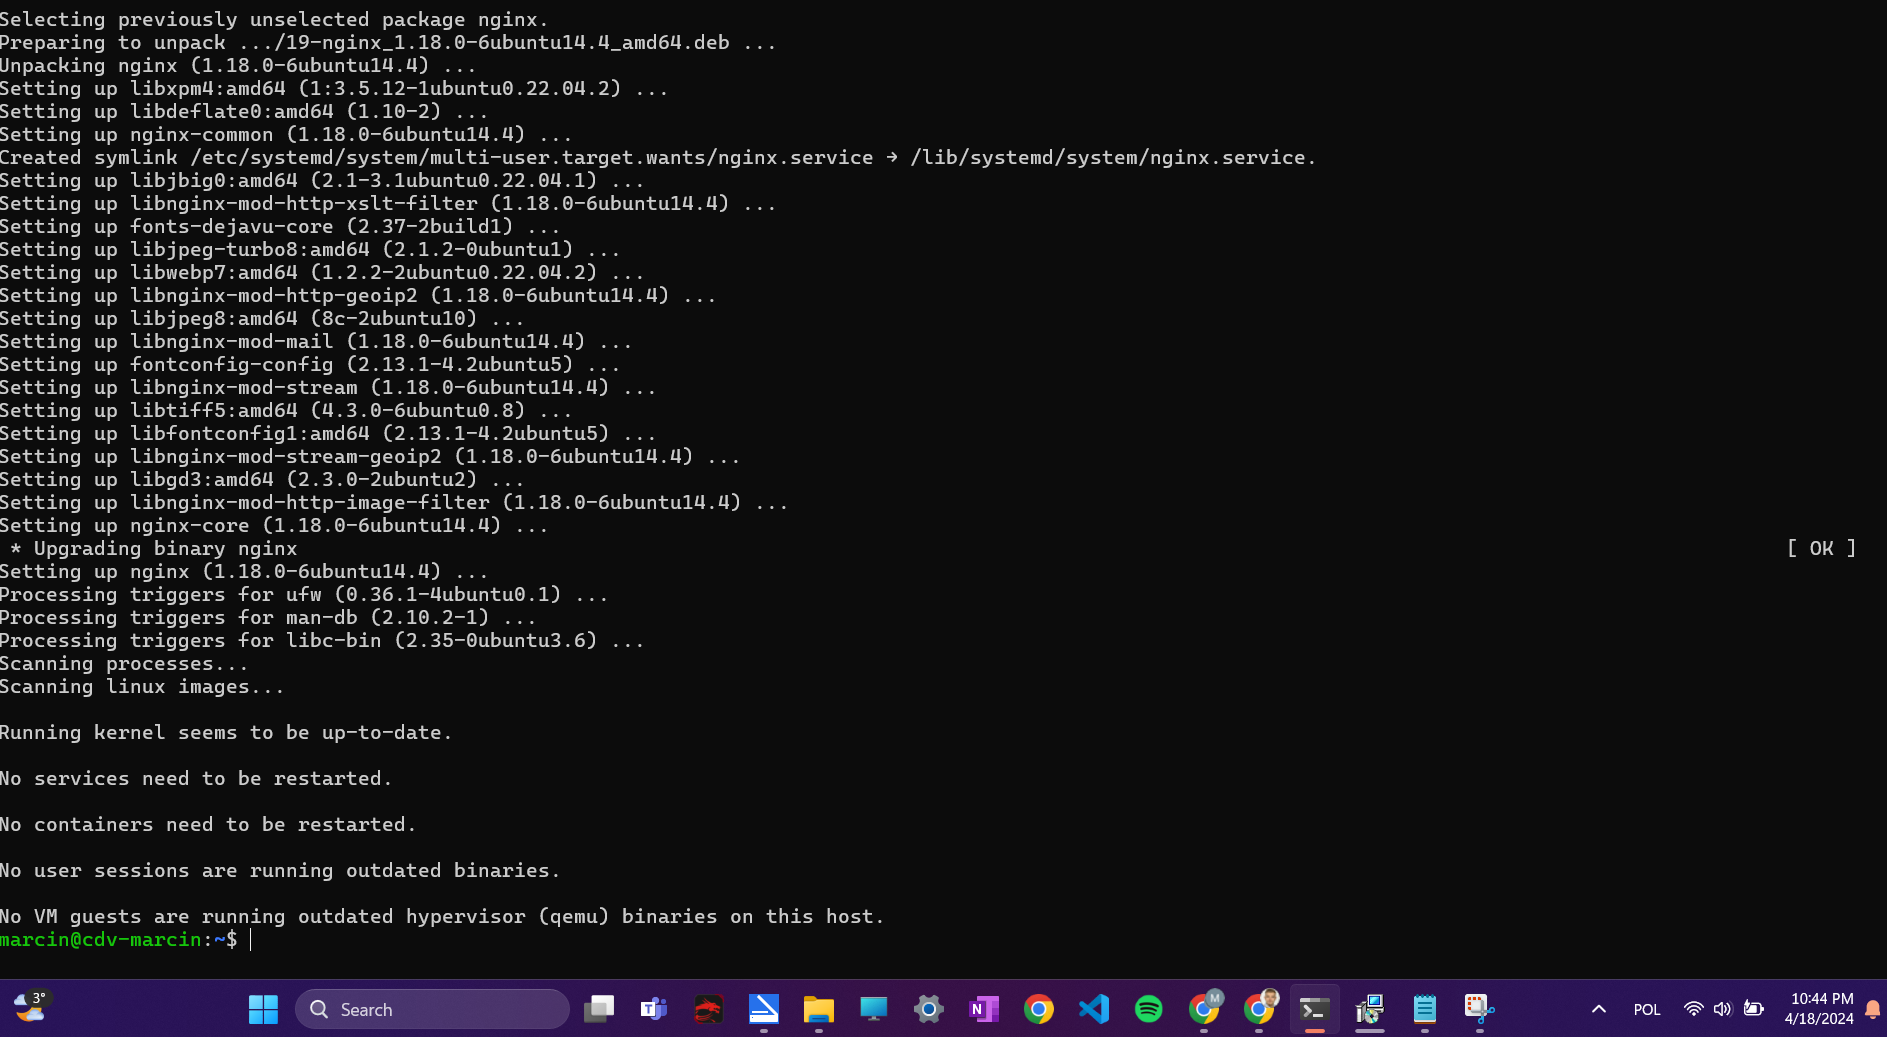 Selecting previously unselected package nginx.
Preparing to unpack .../19-nginx_1.18.0-6ubuntu14.4_amd64.deb ...
Unpacking nginx (1.18.0-6ubuntu14.4) ...
Setting up libxpm4:amd64 (1:3.5.12-1ubuntu0.22.04.2) ...
Setting up libdeflate0:amd64 (1.10-2) ...
Setting up nginx-common (1.18.0-6ubuntu14.4) ...
Created symlink /etc/systemd/system/multi-user.target.wants/nginx.service → /lib/systemd/system/nginx.service.
Setting up libjbig0:amd64 (2.1-3.1ubuntu0.22.04.1) ...
Setting up libnginx-mod-http-xslt-filter (1.18.0-6ubuntu14.4) ...
Setting up fonts-dejavu-core (2.37-2build1) ...
Setting up libjpeg-turbo8:amd64 (2.1.2-0ubuntu1) ...
Setting up libwebp7:amd64 (1.2.2-2ubuntu0.22.04.2) ...
Setting up libnginx-mod-http-geoip2 (1.18.0-6ubuntu14.4) ...
Setting up libjpeg8:amd64 (8c-2ubuntu10) ...
Setting up libnginx-mod-mail (1.18.0-6ubuntu14.4) ...
Setting up fontconfig-config (2.13.1-4.2ubuntu5) ...
Setting up libnginx-mod-stream (1.18.0-6ubuntu14.4) ...
Setting up libtiff5:amd64 (4.3.0-6ubuntu0.8) ...
Setting up libfontconfig1:amd64 (2.13.1-4.2ubuntu5) ...
Setting up libnginx-mod-stream-geoip2 (1.18.0-6ubuntu14.4) ...
Setting up libgd3:amd64 (2.3.0-2ubuntu2) ...
Setting up libnginx-mod-http-image-filter (1.18.0-6ubuntu14.4) ...
Setting up nginx-core (1.18.0-6ubuntu14.4) ...
 * Upgrading binary nginx [ OK ]
Setting up nginx (1.18.0-6ubuntu14.4) ...
Processing triggers for ufw (0.36.1-4ubuntu0.1) ...
Processing triggers for man-db (2.10.2-1) ...
Processing triggers for libc-bin (2.35-0ubuntu3.6) ...
Scanning processes...
Scanning linux images...
Running kernel seems to be up-to-date.
No services need to be restarted.
No containers need to be restarted.
No user sessions are running outdated binaries.
No VM guests are running outdated hypervisor (qemu) binaries on this host.
marcin@cdv-marcin:~$
3°
Search
T
N
M
POL
10:44 PM
4/18/2024